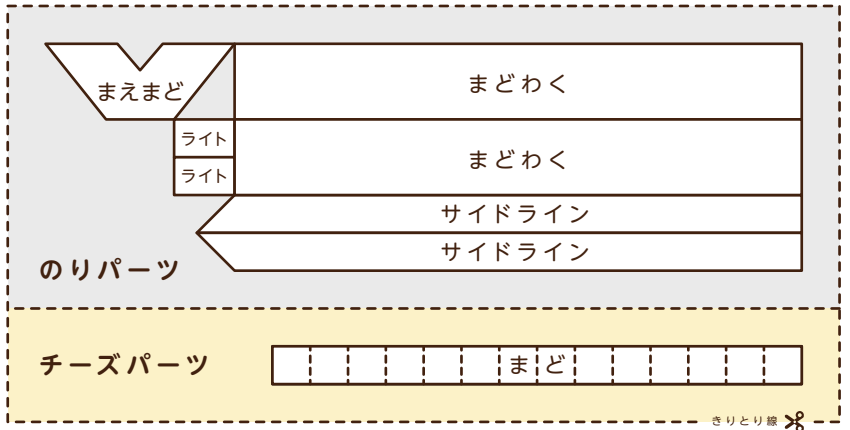 まえまど
まどわく
ライト
まどわく
ライト
サイドライン
サイドライン
のりパーツ
チーズパーツ
まど
きりとり線